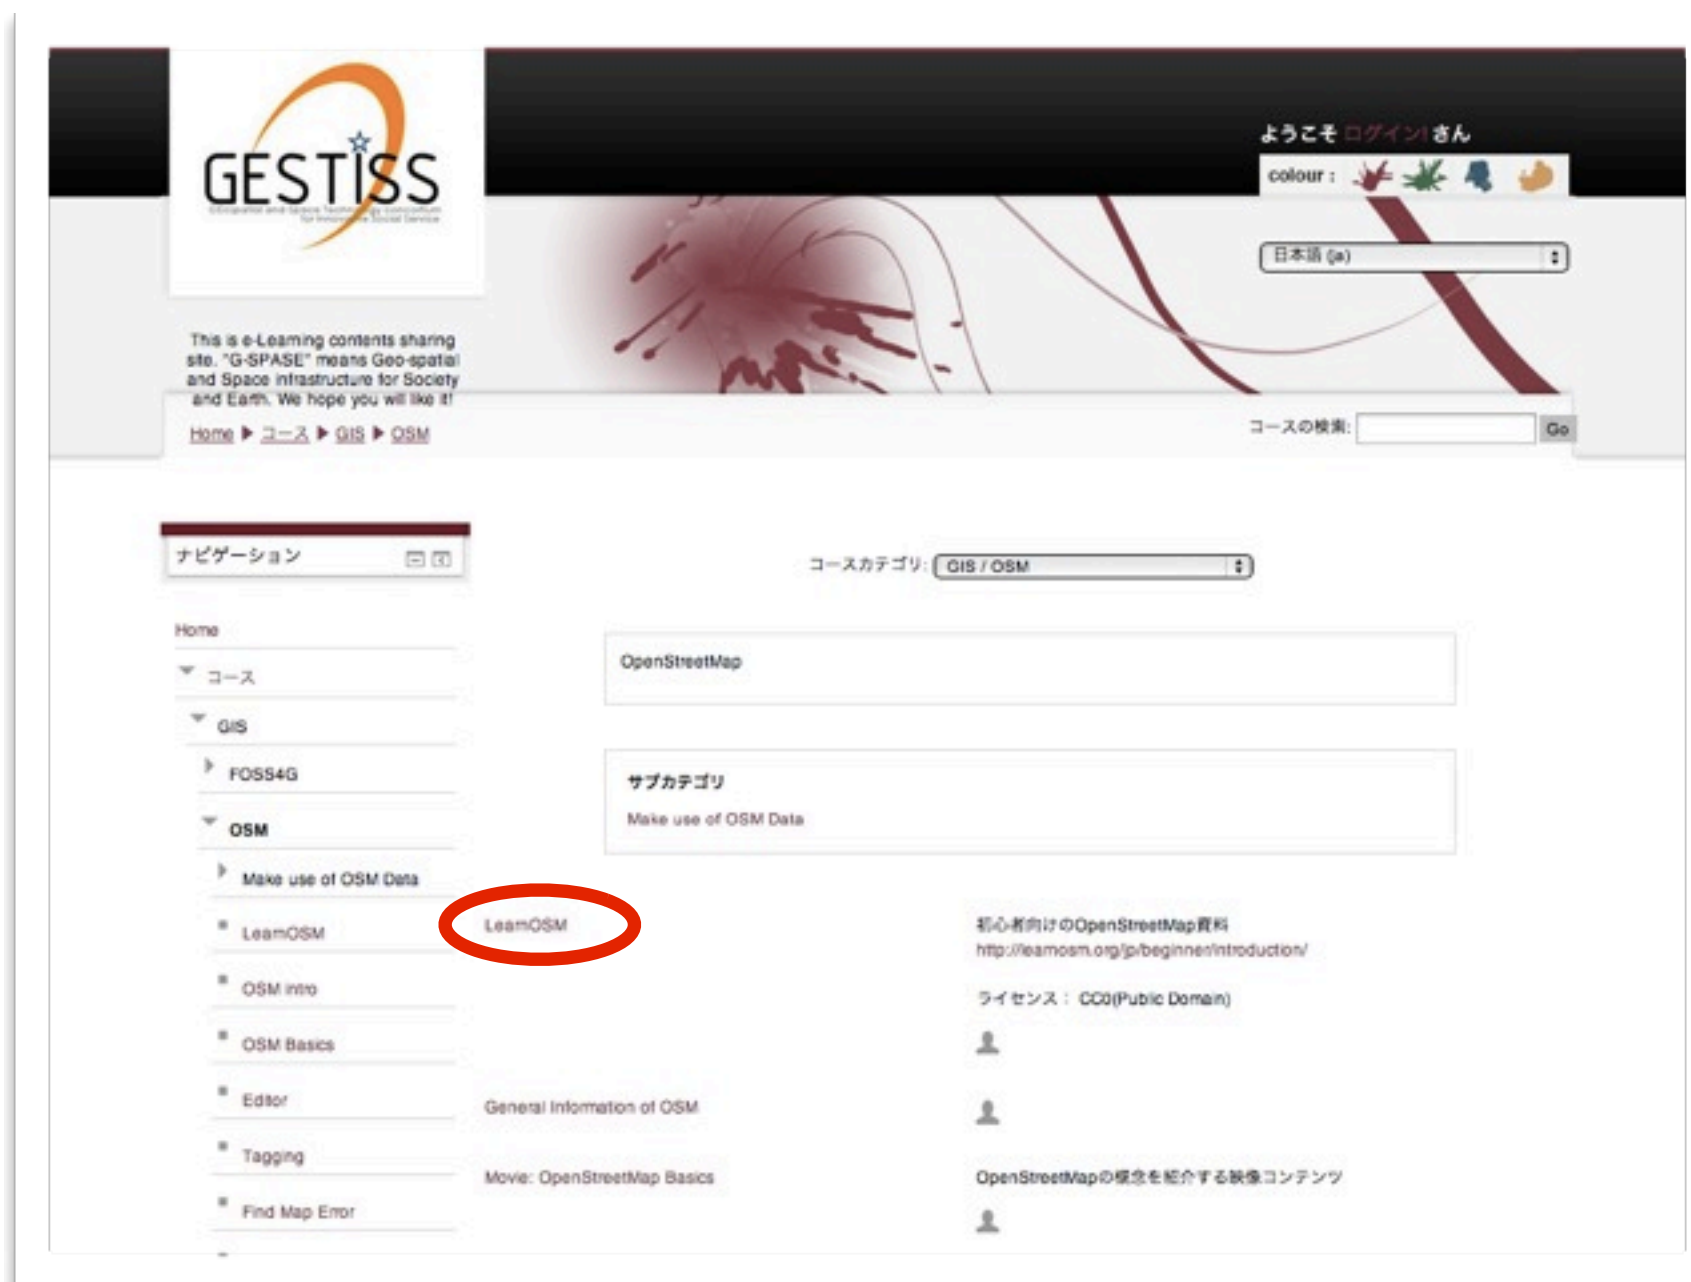 GESTISS
Geospatial and Space Technology Consortium
for Innovative Social Service
ようこそ ログイン! さん
colour :
日本語 (ja)
This is e-Learning contents sharing
site. "G-SPASE" means Geo-spatial
and Space infrastructure for Society
and Earth. We hope you will like it!
Home ▶ コース ▶ GIS ▶ OSM
コースの検索:
Go
ナビゲーション
コースカテゴリ: GIS / OSM
Home
コース
GIS
FOSS4G
OSM
Make use of OSM Data
LearnOSM
OSM intro
OSM Basics
Editor
Tagging
Find Map Error
OpenStreetMap
サブカテゴリ
Make use of OSM Data
LearnOSM
初心者向けのOpenStreetMap資料
http://learnosm.org/jp/beginner/introduction/
ライセンス： CC0(Public Domain)
General Information of OSM
Movie: OpenStreetMap Basics
OpenStreetMapの概念を紹介する映像コンテンツ